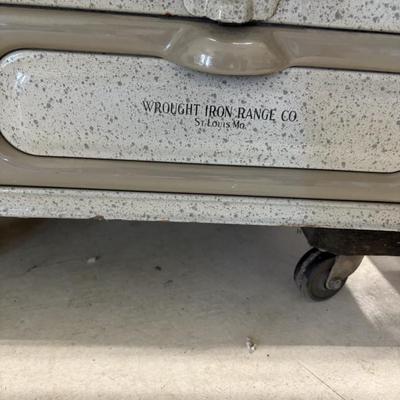 WROUGHT IRON RANGE CO.
ST. LOUIS MO.